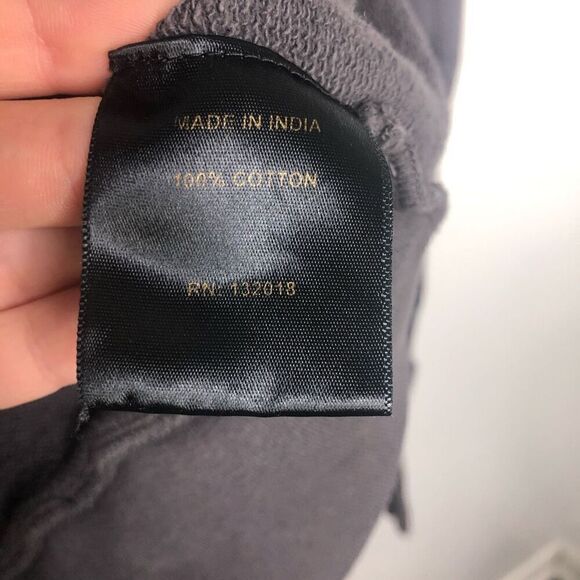 MADE IN INDIA
100% COTTON
RN. 132018